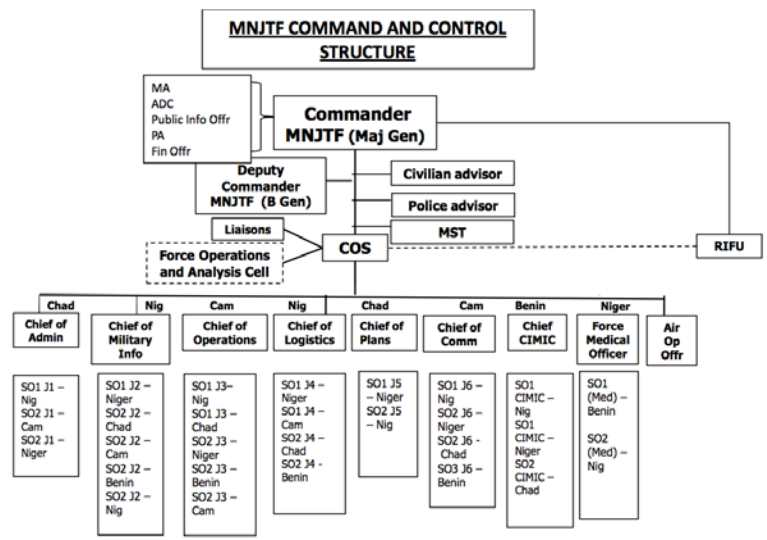 MNJTF COMMAND AND CONTROL
STRUCTURE
MA
ADC
Public Info Offr
PA
Fin Offr
Commander
MNJTF (Maj Gen)
Deputy
Commander
MNJTF (B Gen)
Civilian advisor
Police advisor
MST
Liaisons
COS
RIFU
Force Operations
and Analysis Cell
Chad
Nig
Cam
Nig
Chad
Cam
Benin
Niger
Chief of
Admin
Chief of
Military
Info
Chief of
Operations
Chief of
Logistics
Chief of
Plans
Chief of
Comm
Chief
CIMIC
Force
Medical
Officer
Air
Op
Offr
SO1 J1 –
Nig
SO2 J1 –
Cam
SO2 J1 –
Niger
SO1 J2 –
Niger
SO2 J2 –
Chad
SO2 J2 –
Cam
SO2 J2 –
Benin
SO2 J2 –
Nig
SO1 J3–
Nig
SO1 J3 –
Chad
SO2 J3 –
Niger
SO2 J3 –
Benin
SO2 J3 –
Cam
SO1 J4 –
Niger
SO1 J4 –
Cam
SO2 J4 –
Chad
SO2 J4 -
Benin
SO1 J5
– Niger
SO2 J5
– Nig
SO1 J6 –
Nig
SO2 J6 –
Niger
SO2 J6 -
Chad
SO3 J6 –
Benin
SO1
CIMIC –
Nig
SO1
CIMIC –
Niger
SO2
CIMIC –
Chad
SO1
(Med) –
Benin
SO2
(Med) –
Nig